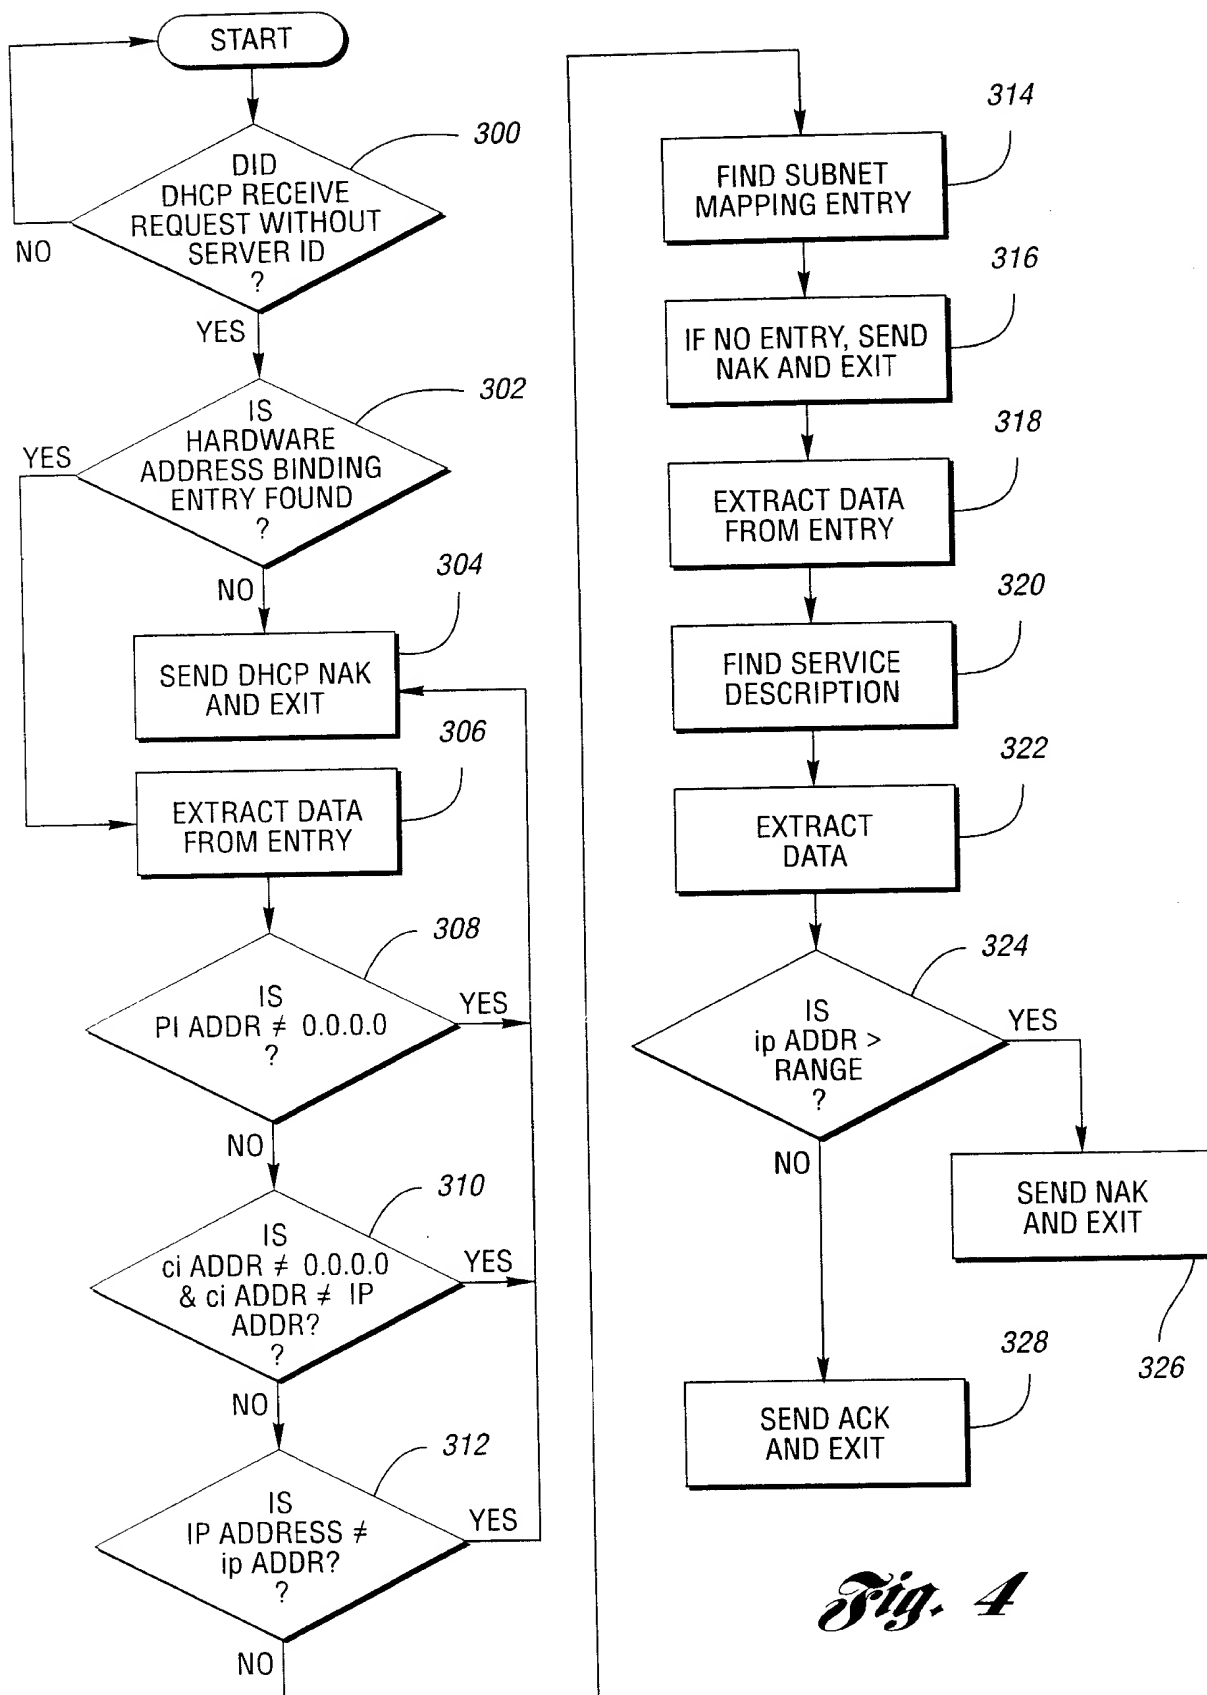 START
300
DID
DHCP RECEIVE
REQUEST WITHOUT
SERVER ID
?
NO
YES
302
IS
HARDWARE
ADDRESS BINDING
ENTRY FOUND
?
YES
NO
304
SEND DHCP NAK
AND EXIT
306
EXTRACT DATA
FROM ENTRY
308
IS
PI ADDR ≠ 0.0.0.0
?
YES
NO
310
IS
ci ADDR ≠ 0.0.0.0
& ci ADDR ≠ IP
ADDR?
?
YES
NO
312
IS
IP ADDRESS ≠
ip ADDR?
?
YES
NO
314
FIND SUBNET
MAPPING ENTRY
316
IF NO ENTRY, SEND
NAK AND EXIT
318
EXTRACT DATA
FROM ENTRY
320
FIND SERVICE
DESCRIPTION
322
EXTRACT
DATA
324
IS
ip ADDR >
RANGE
?
YES
NO
SEND NAK
AND EXIT
326
328
SEND ACK
AND EXIT
Fig. 4